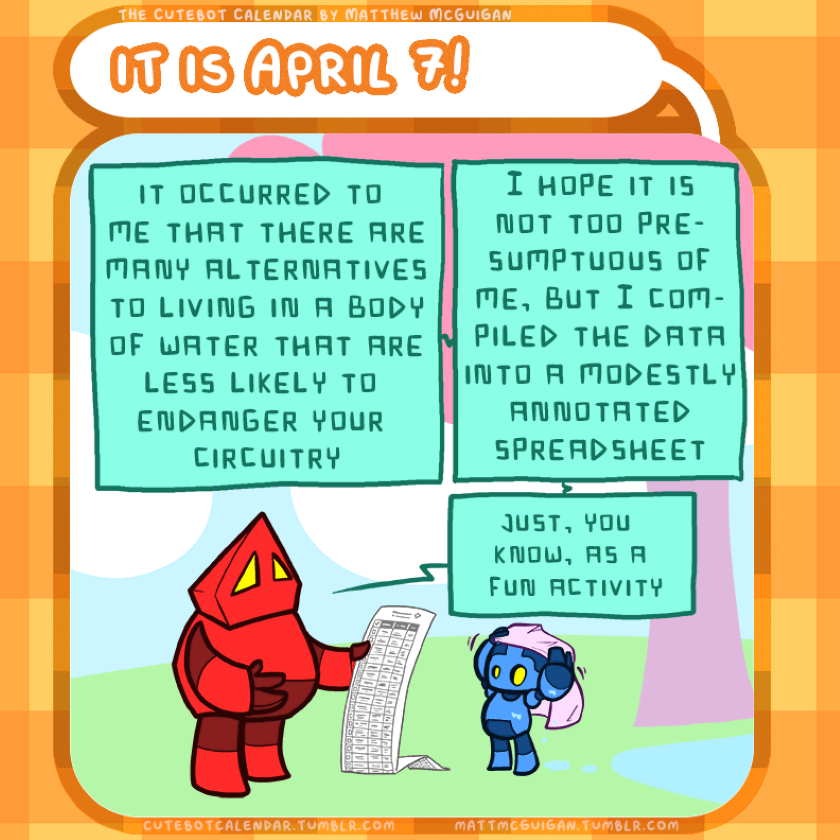 THE CUTEBOT CALENDAR BY MATTHEW MCGUIGAN
IT IS APRIL 7!
IT OCCURRED TO
ME THAT THERE ARE
MANY ALTERNATIVES
TO LIVING IN A BODY
OF WATER THAT ARE
LESS LIKELY TO
ENDANGER YOUR
CIRCUITRY
I HOPE IT IS
NOT TOO PRE-
SUMPTUOUS OF
ME, BUT I COM-
PILED THE DATA
INTO A MODESTLY
ANNOTATED
SPREADSHEET
JUST, YOU
KNOW, AS A
FUN ACTIVITY
CUTEBOTCALENDAR.TUMBLR.COM
MATTMCGUIGAN.TUMBLR.COM